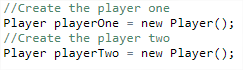 //Create the player one
Player playerOne = new Player();
//Create the player two
Player playerTwo = new Player();